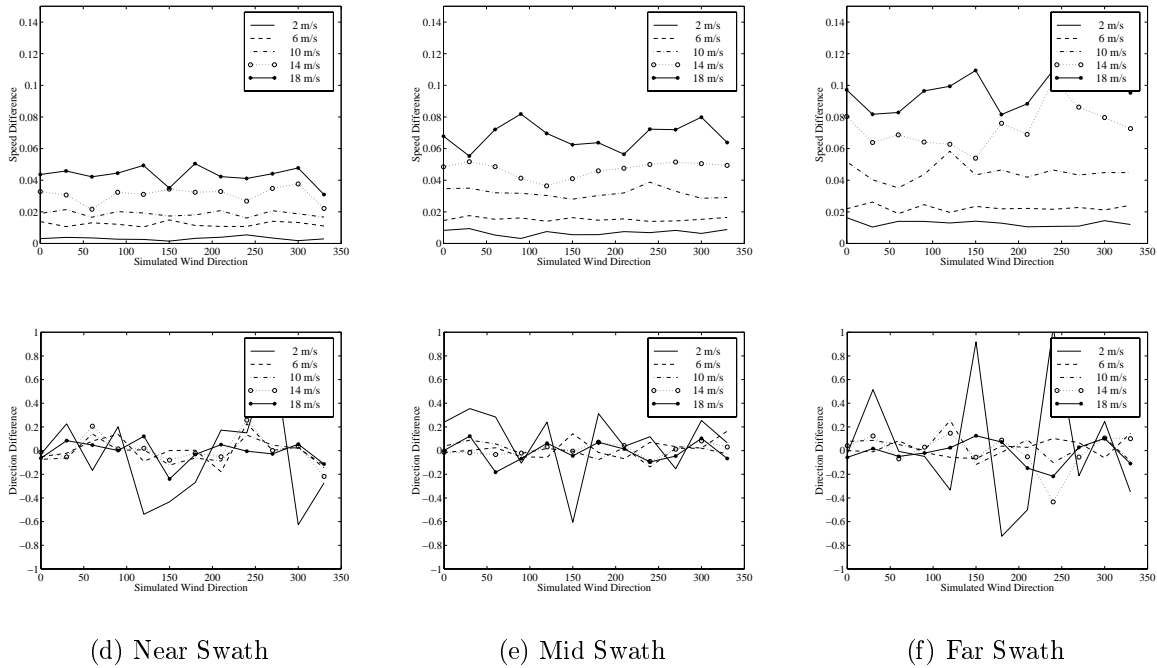 0.14
0.12
0.1
0.08
0.06
0.04
0.02
0
Speed Difference
0 50 100 150 200 250 300 350
Simulated Wind Direction
2 m/s
6 m/s
10 m/s
14 m/s
18 m/s
0.14
0.12
0.1
0.08
0.06
0.04
0.02
0
Speed Difference
0 50 100 150 200 250 300 350
Simulated Wind Direction
2 m/s
6 m/s
10 m/s
14 m/s
18 m/s
0.14
0.12
0.1
0.08
0.06
0.04
0.02
0
Speed Difference
0 50 100 150 200 250 300 350
Simulated Wind Direction
2 m/s
6 m/s
10 m/s
14 m/s
18 m/s
1
0.8
0.6
0.4
0.2
0
−0.2
−0.4
−0.6
−0.8
−1
Direction Difference
0 50 100 150 200 250 300 350
Simulated Wind Direction
2 m/s
6 m/s
10 m/s
14 m/s
18 m/s
1
0.8
0.6
0.4
0.2
0
−0.2
−0.4
−0.6
−0.8
−1
Direction Difference
0 50 100 150 200 250 300 350
Simulated Wind Direction
2 m/s
6 m/s
10 m/s
14 m/s
18 m/s
1
0.8
0.6
0.4
0.2
0
−0.2
−0.4
−0.6
−0.8
−1
Direction Difference
0 50 100 150 200 250 300 350
Simulated Wind Direction
2 m/s
6 m/s
10 m/s
14 m/s
18 m/s
(d) Near Swath
(e) Mid Swath
(f) Far Swath